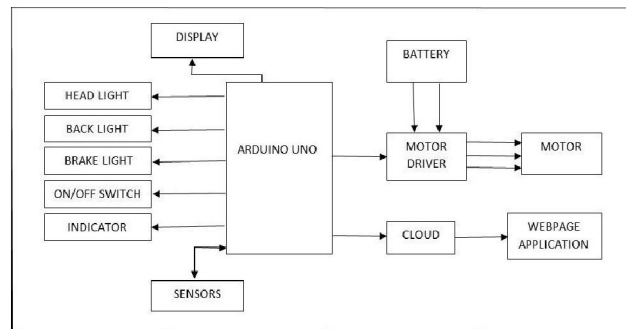 DISPLAY
BATTERY
HEAD LIGHT
BACK LIGHT
BRAKE LIGHT
ON/OFF SWITCH
INDICATOR
ARDUINO UNO
MOTOR
DRIVER
MOTOR
CLOUD
WEBPAGE
APPLICATION
SENSORS